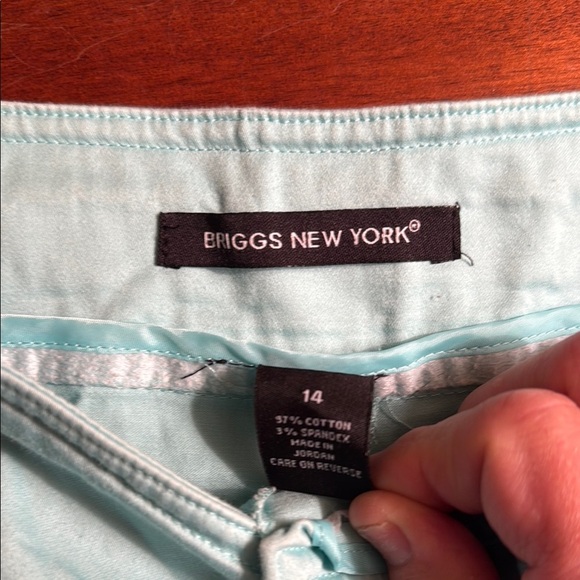 BRIGGS NEW YORK®
14
97% COTTON
3% SPANDEX
MADE IN
JORDAN
CARE ON REVERSE